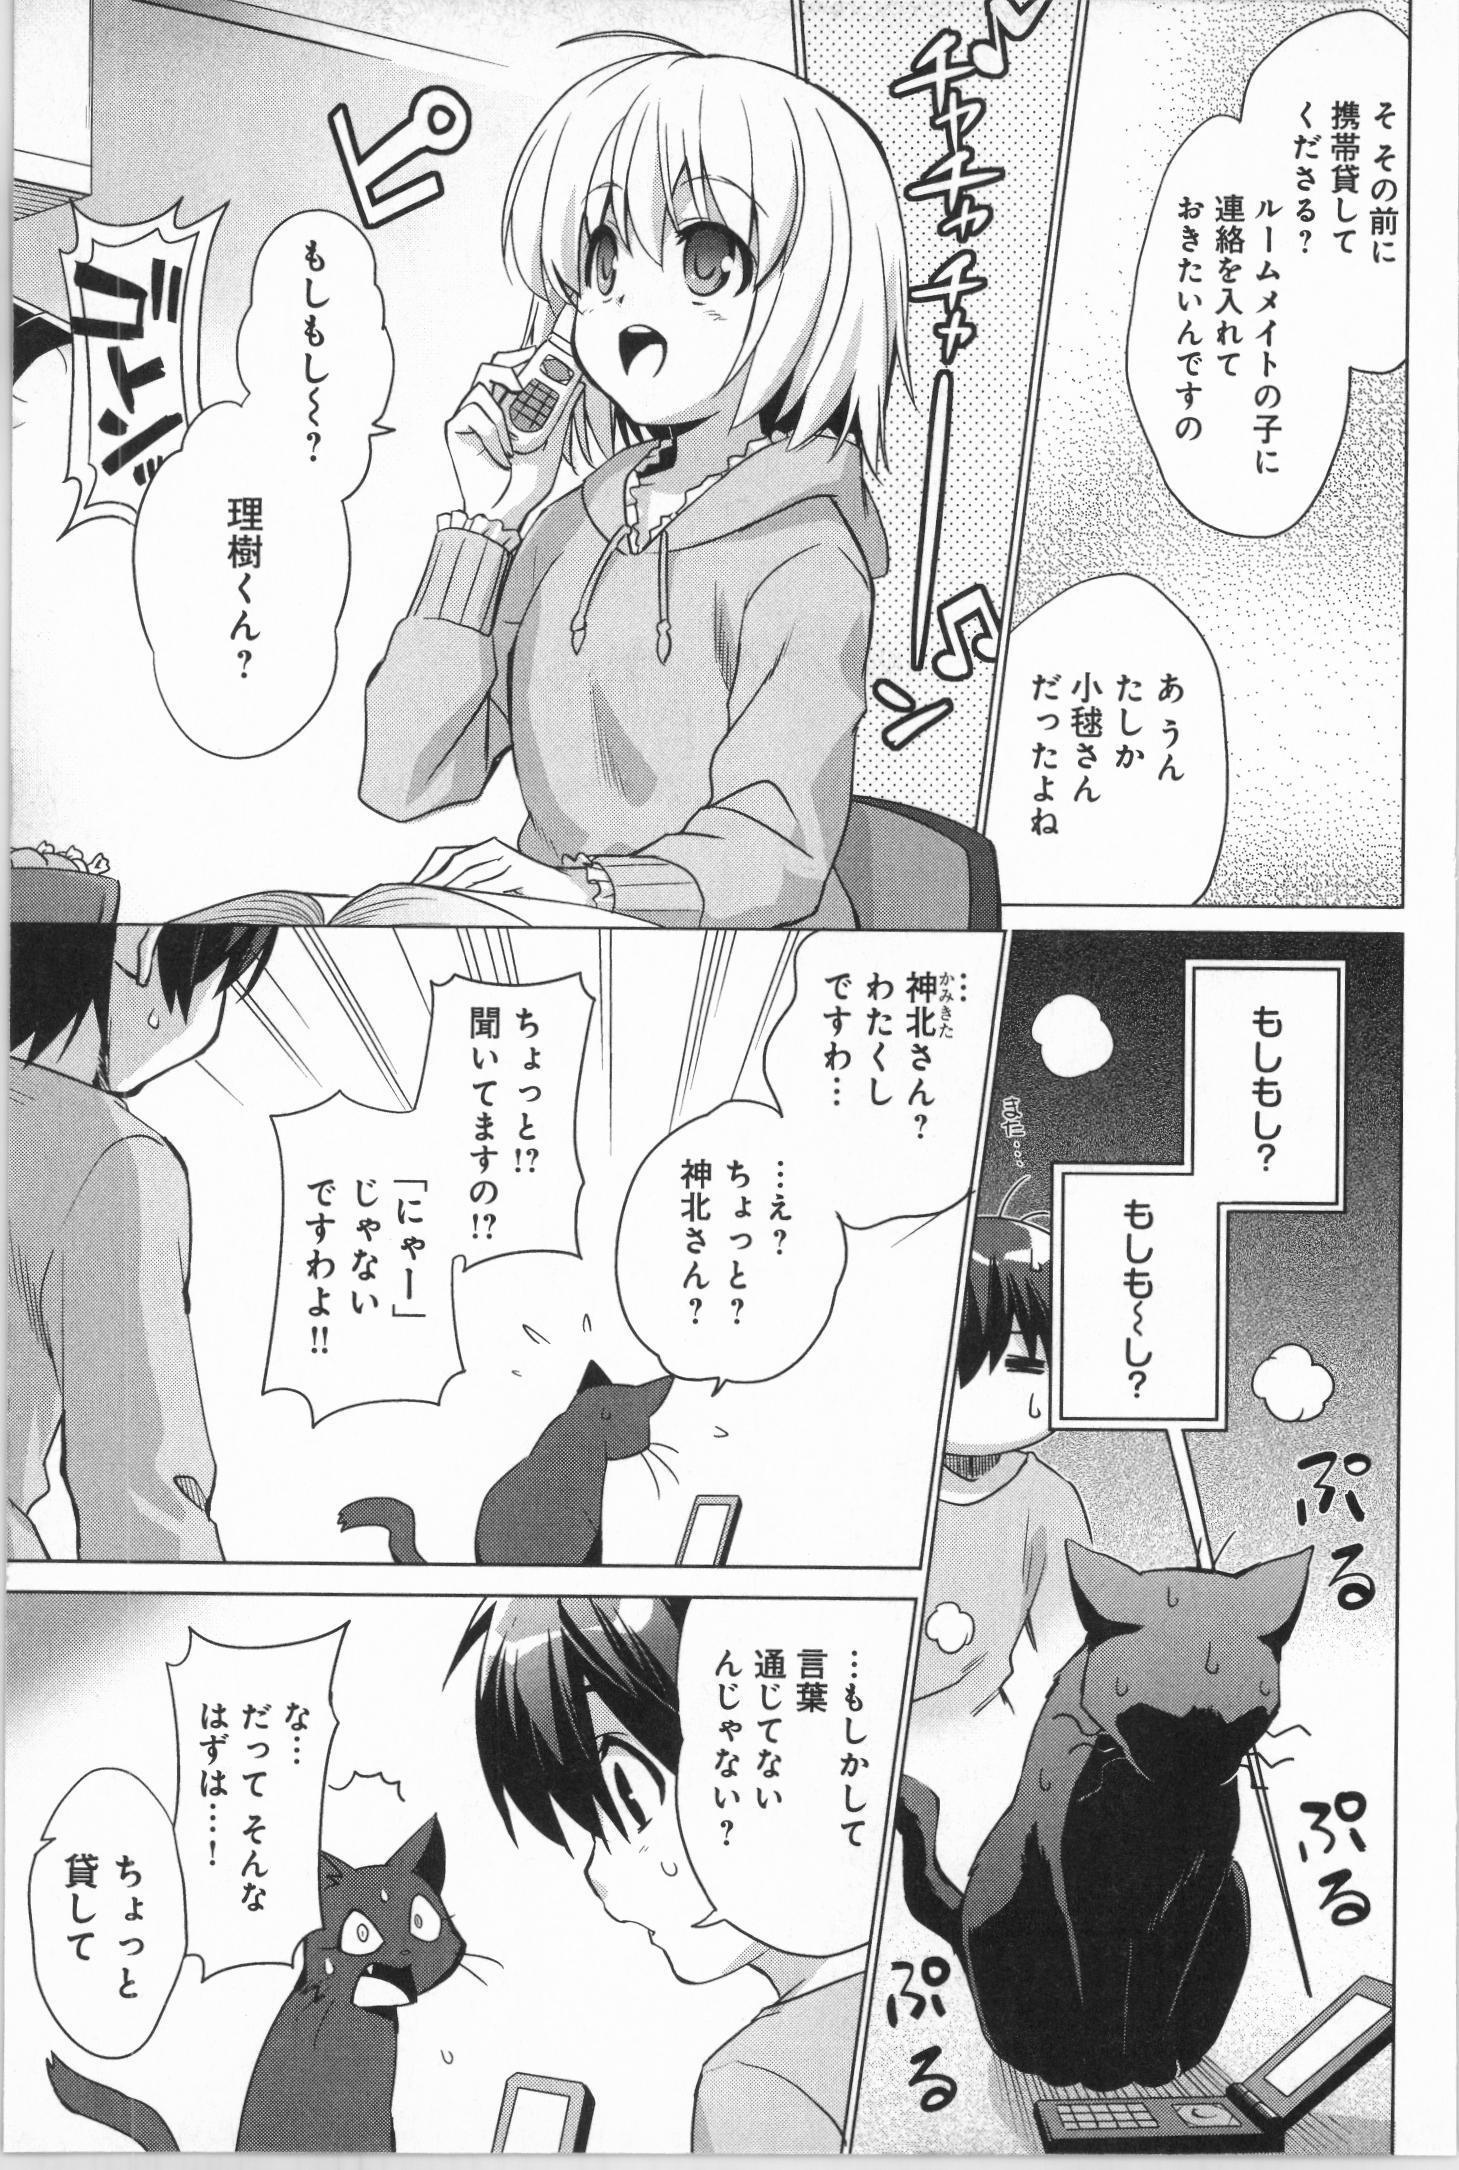 そ その前に
携帯貸して
くださる?
ルームメイトの子に
連絡を入れて
おきたいんですの
あ うん
たしか
小毬さん
だったよね
チャチャチャーン
ピッ
もしもし〜?
理樹くん?
ゴトンッ
もしもし?
もしも〜し?
また…。
ぷる
ぷる
ぷる
…
神北さん?
かみきた
わたくし
ですわ…
…え?
ちょっと?
神北さん?
ちょっと!?
聞いてますの!?
「にゃー」
じゃない
ですわよ!!
…もしかして
言葉
通じてない
んじゃない?
な…
だって そんな
はずは…!
ちょっと
貸して